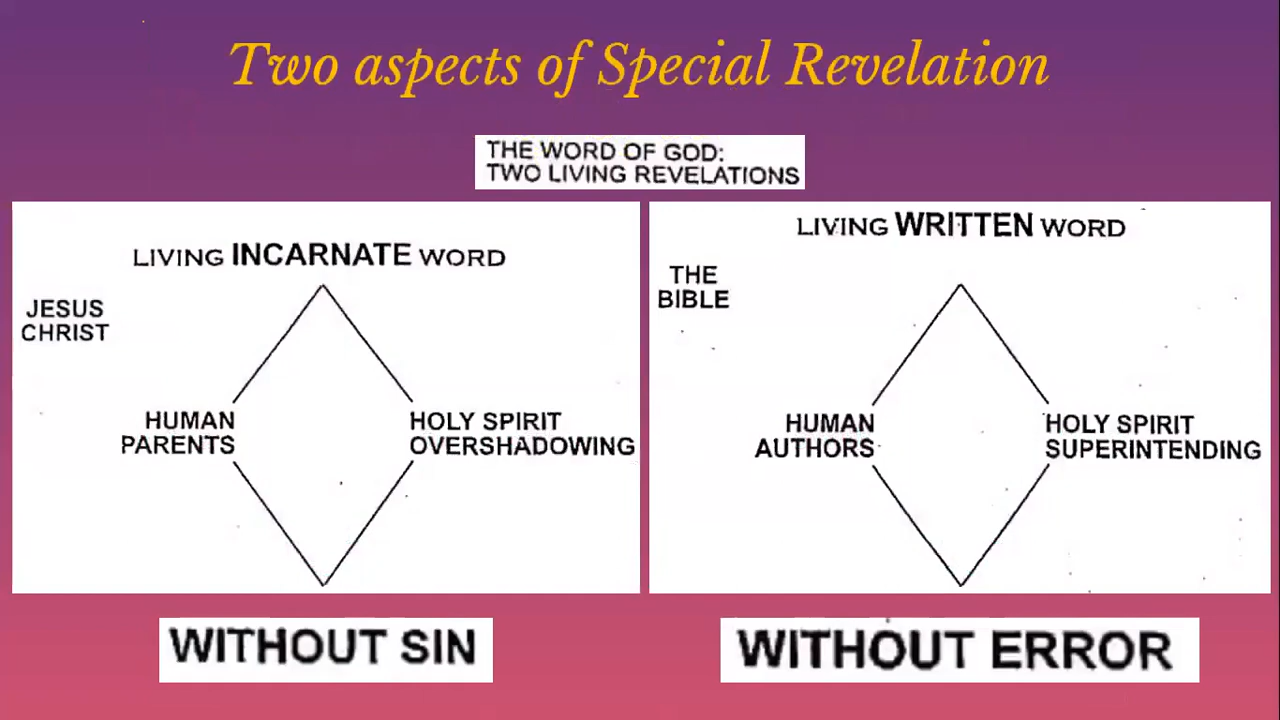 Two aspects of Special Revelation
THE WORD OF GOD:
TWO LIVING REVELATIONS
LIVING INCARNATE WORD
JESUS
CHRIST
HUMAN
PARENTS
HOLY SPIRIT
OVERSHADOWING
WITHOUT SIN
LIVING WRITTEN WORD
THE
BIBLE
HUMAN
AUTHORS
HOLY SPIRIT
SUPERINTENDING
WITHOUT ERROR